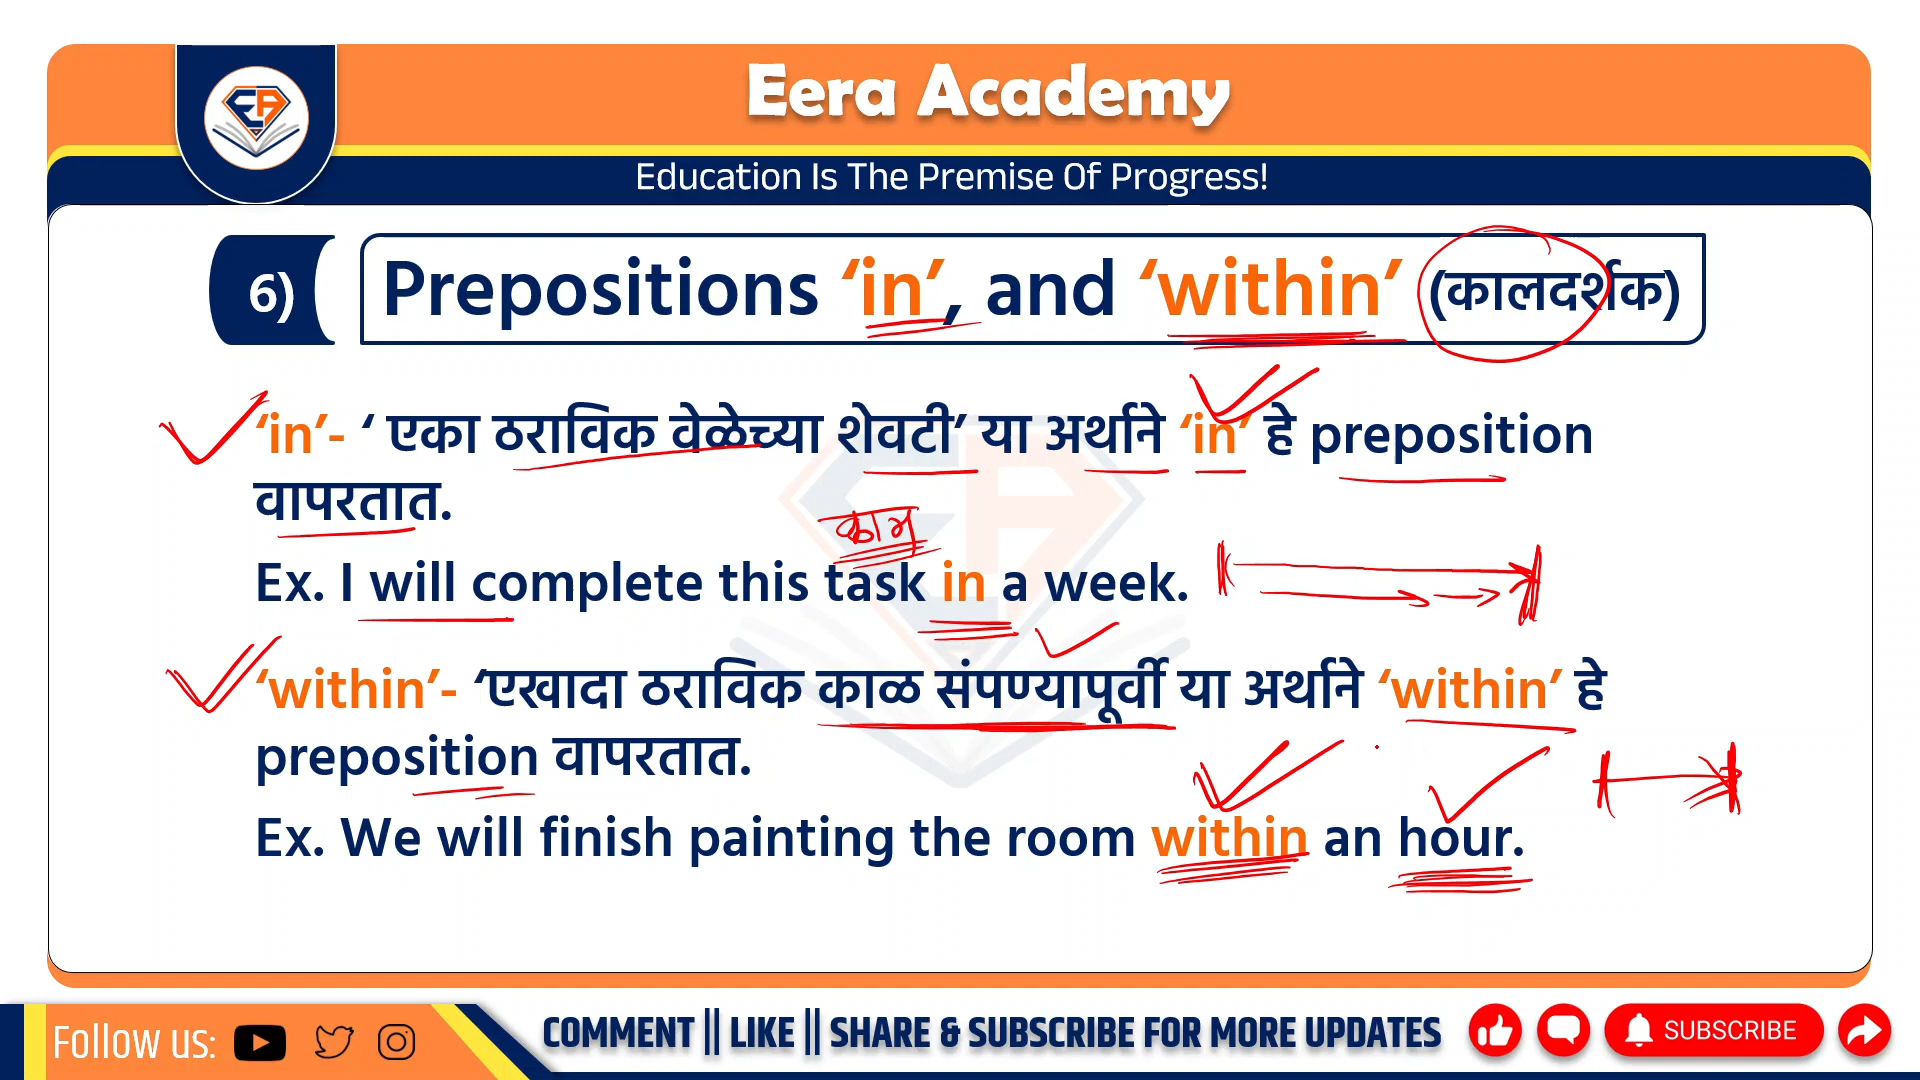 Eera Academy
Education Is The Premise Of Progress!
6) Prepositions ‘in’, and ‘within’ (कालदर्शक)
‘in’- ‘ एका ठराविक वेळेच्या शेवटी’ या अर्थाने ‘in’ हे preposition
वापरतात.
काम
Ex. I will complete this task in a week.
‘within’- ‘एखादा ठराविक काळ संपण्यापूर्वी या अर्थाने ‘within’ हे
preposition वापरतात.
Ex. We will finish painting the room within an hour.
Follow us: COMMENT || LIKE || SHARE & SUBSCRIBE FOR MORE UPDATES SUBSCRIBE